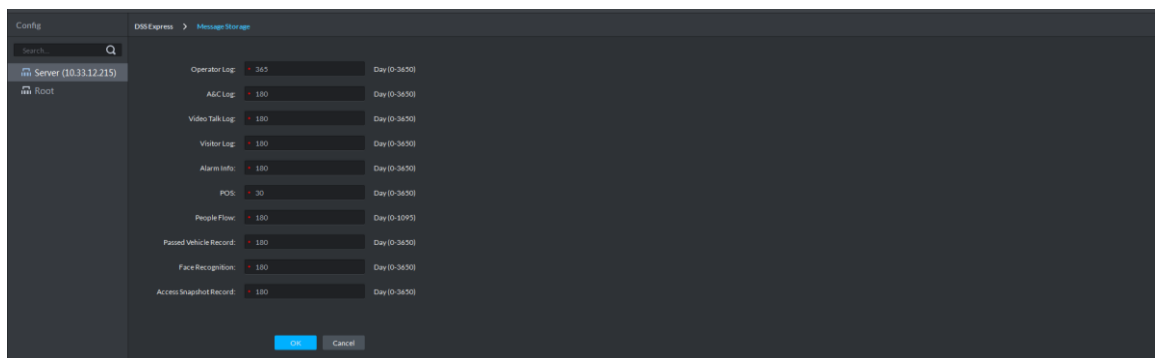 Config
DSS Express > Message Storage
Search...
Server (10.33.12.215)
Root
Operator Log: * 365 Day (0-3650)
A&C Log: * 180 Day (0-3650)
Video Talk Log: * 180 Day (0-3650)
Visitor Log: * 180 Day (0-3650)
Alarm Info: * 180 Day (0-3650)
POS: * 30 Day (0-3650)
People Flow: * 180 Day (0-1095)
Passed Vehicle Record: * 180 Day (0-3650)
Face Recognition: * 180 Day (0-3650)
Access Snapshot Record: * 180 Day (0-3650)
OK Cancel